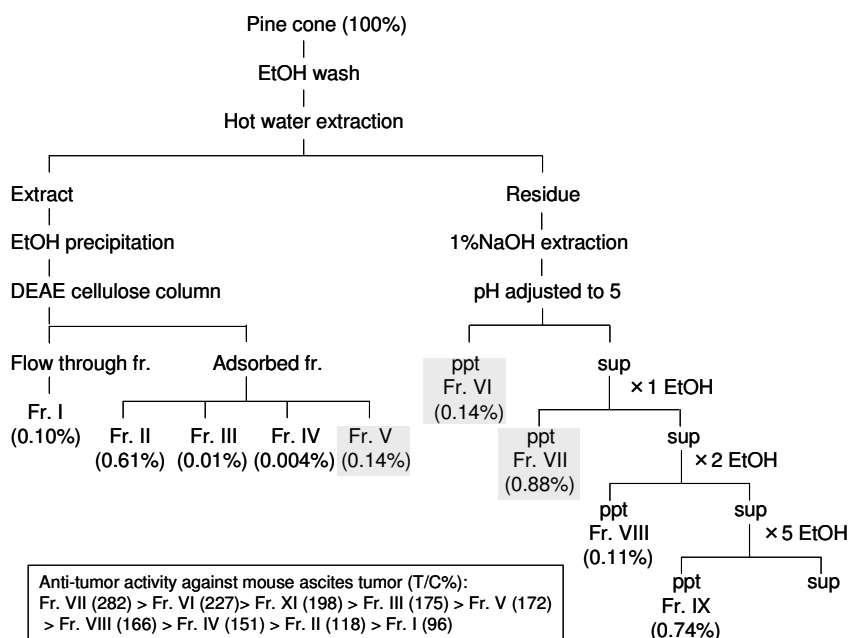 Pine cone (100%)
EtOH wash
Hot water extraction
Extract
EtOH precipitation
DEAE cellulose column
Flow through fr.
Fr. I
(0.10%)
Adsorbed fr.
Fr. II
(0.61%)
Fr. III
(0.01%)
Fr. IV
(0.004%)
Fr. V
(0.14%)
Residue
1%NaOH extraction
pH adjusted to 5
ppt
Fr. VI
(0.14%)
sup
×1 EtOH
ppt
Fr. VII
(0.88%)
sup
×2 EtOH
ppt
Fr. VIII
(0.11%)
sup
×5 EtOH
ppt
Fr. IX
(0.74%)
sup
Anti-tumor activity against mouse ascites tumor (T/C%):
Fr. VII (282) > Fr. VI (227)> Fr. XI (198) > Fr. III (175) > Fr. V (172)
> Fr. VIII (166) > Fr. IV (151) > Fr. II (118) > Fr. I (96)